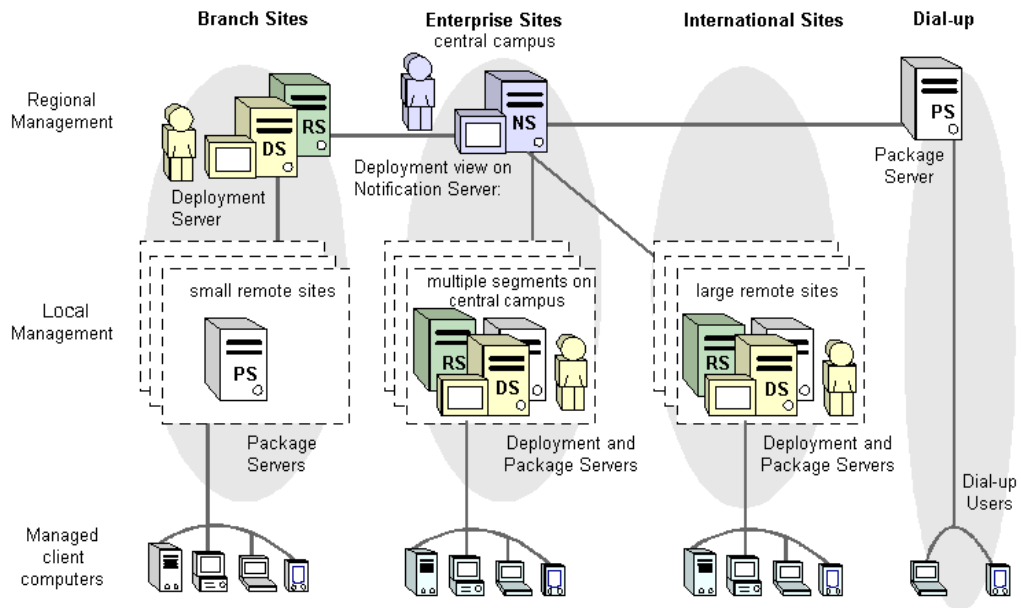 Branch Sites
Enterprise Sites
central campus
International Sites
Dial-up
Regional
Management
RS
DS
NS
PS
Deployment
Server
Deployment view on
Notification Server:
Package
Server
Local
Management
small remote sites
PS
multiple segments on
central campus
RS
DS
large remote sites
RS
DS
Package
Servers
Deployment and
Package Servers
Deployment and
Package Servers
Dial-up
Users
Managed
client
computers